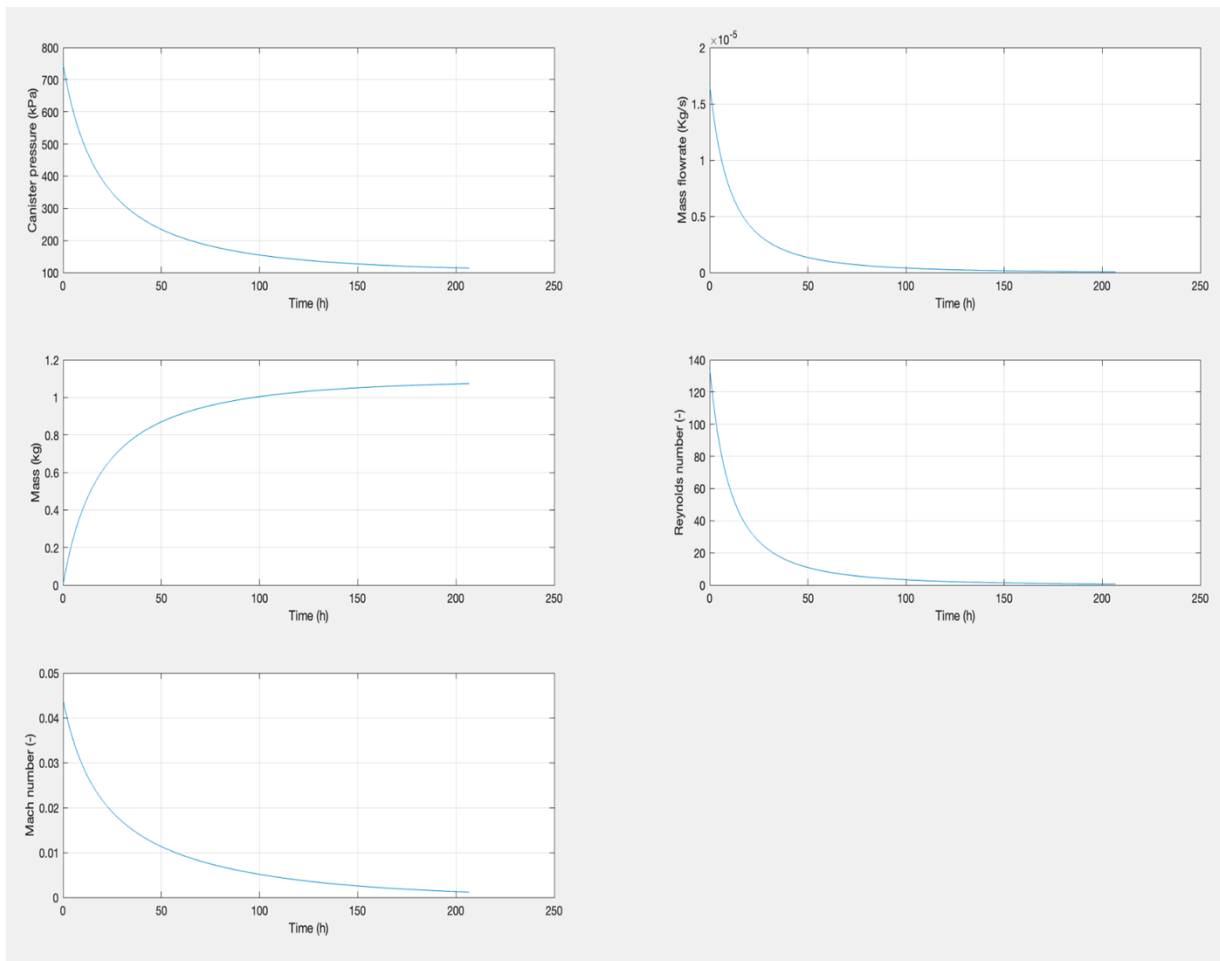 800
700
600
500
400
300
200
100
0 50 100 150 200 250
Canister pressure (kPa)
Time (h)
×10⁻⁵
2
1.5
1
0.5
0
0 50 100 150 200 250
Mass flowrate (Kg/s)
Time (h)
1.2
1
0.8
0.6
0.4
0.2
0
0 50 100 150 200 250
Mass (kg)
Time (h)
140
120
100
80
60
40
20
0
0 50 100 150 200 250
Reynolds number (-)
Time (h)
0.05
0.04
0.03
0.02
0.01
0
0 50 100 150 200 250
Mach number (-)
Time (h)